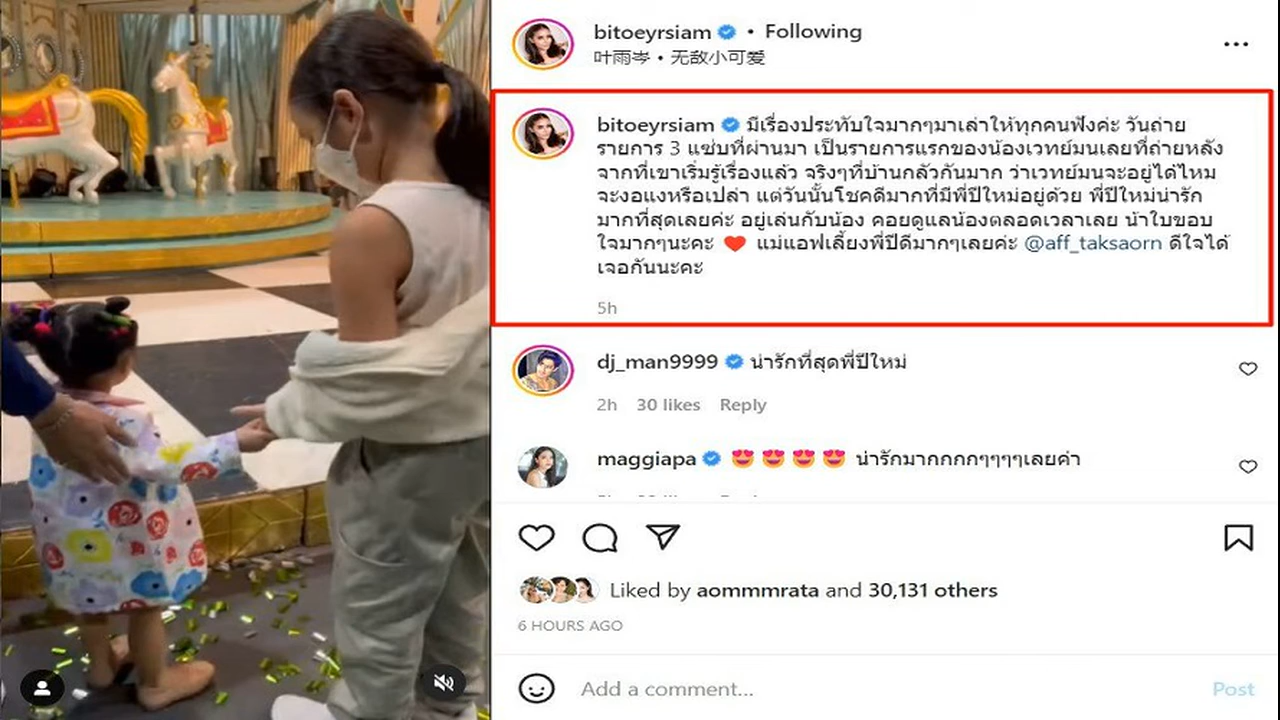 bitoeyrsiam • Following
叶雨岑 • 无敌小可爱
bitoeyrsiam มีเรื่องประทับใจมากๆมาเล่าให้ทุกคนฟังค่ะ วันถ่าย
รายการ 3 แซ่บที่ผ่านมา เป็นรายการแรกของน้องเวทย์มนเลยที่ถ่ายหลัง
จากที่เขาเริ่มรู้เรื่องแล้ว จริงๆที่บ้านกลัวกันมาก ว่าเวทย์มนจะอยู่ได้ไหม
จะงอแงหรือเปล่า แต่วันนั้นโชคดีมากที่มีพี่ปีใหม่อยู่ด้วย พี่ปีใหม่น่ารัก
มากที่สุดเลยค่ะ อยู่เล่นกับน้อง คอยดูแลน้องตลอดเวลาเลย น้าใบขอบ
ใจมากๆนะคะ ❤️ แม่แอฟเลี้ยงพี่ปีดีมากๆเลยค่ะ @aff_taksaorn ดีใจได้
เจอกันนะคะ
5h
dj_man9999 น่ารักที่สุดพี่ปีใหม่
2h 30 likes Reply
maggiapa 😍 😍 😍 😍 น่ารักมากกกกๆๆๆๆเลยค่า
Liked by aommmrata and 30,131 others
6 HOURS AGO
Add a comment...
Post